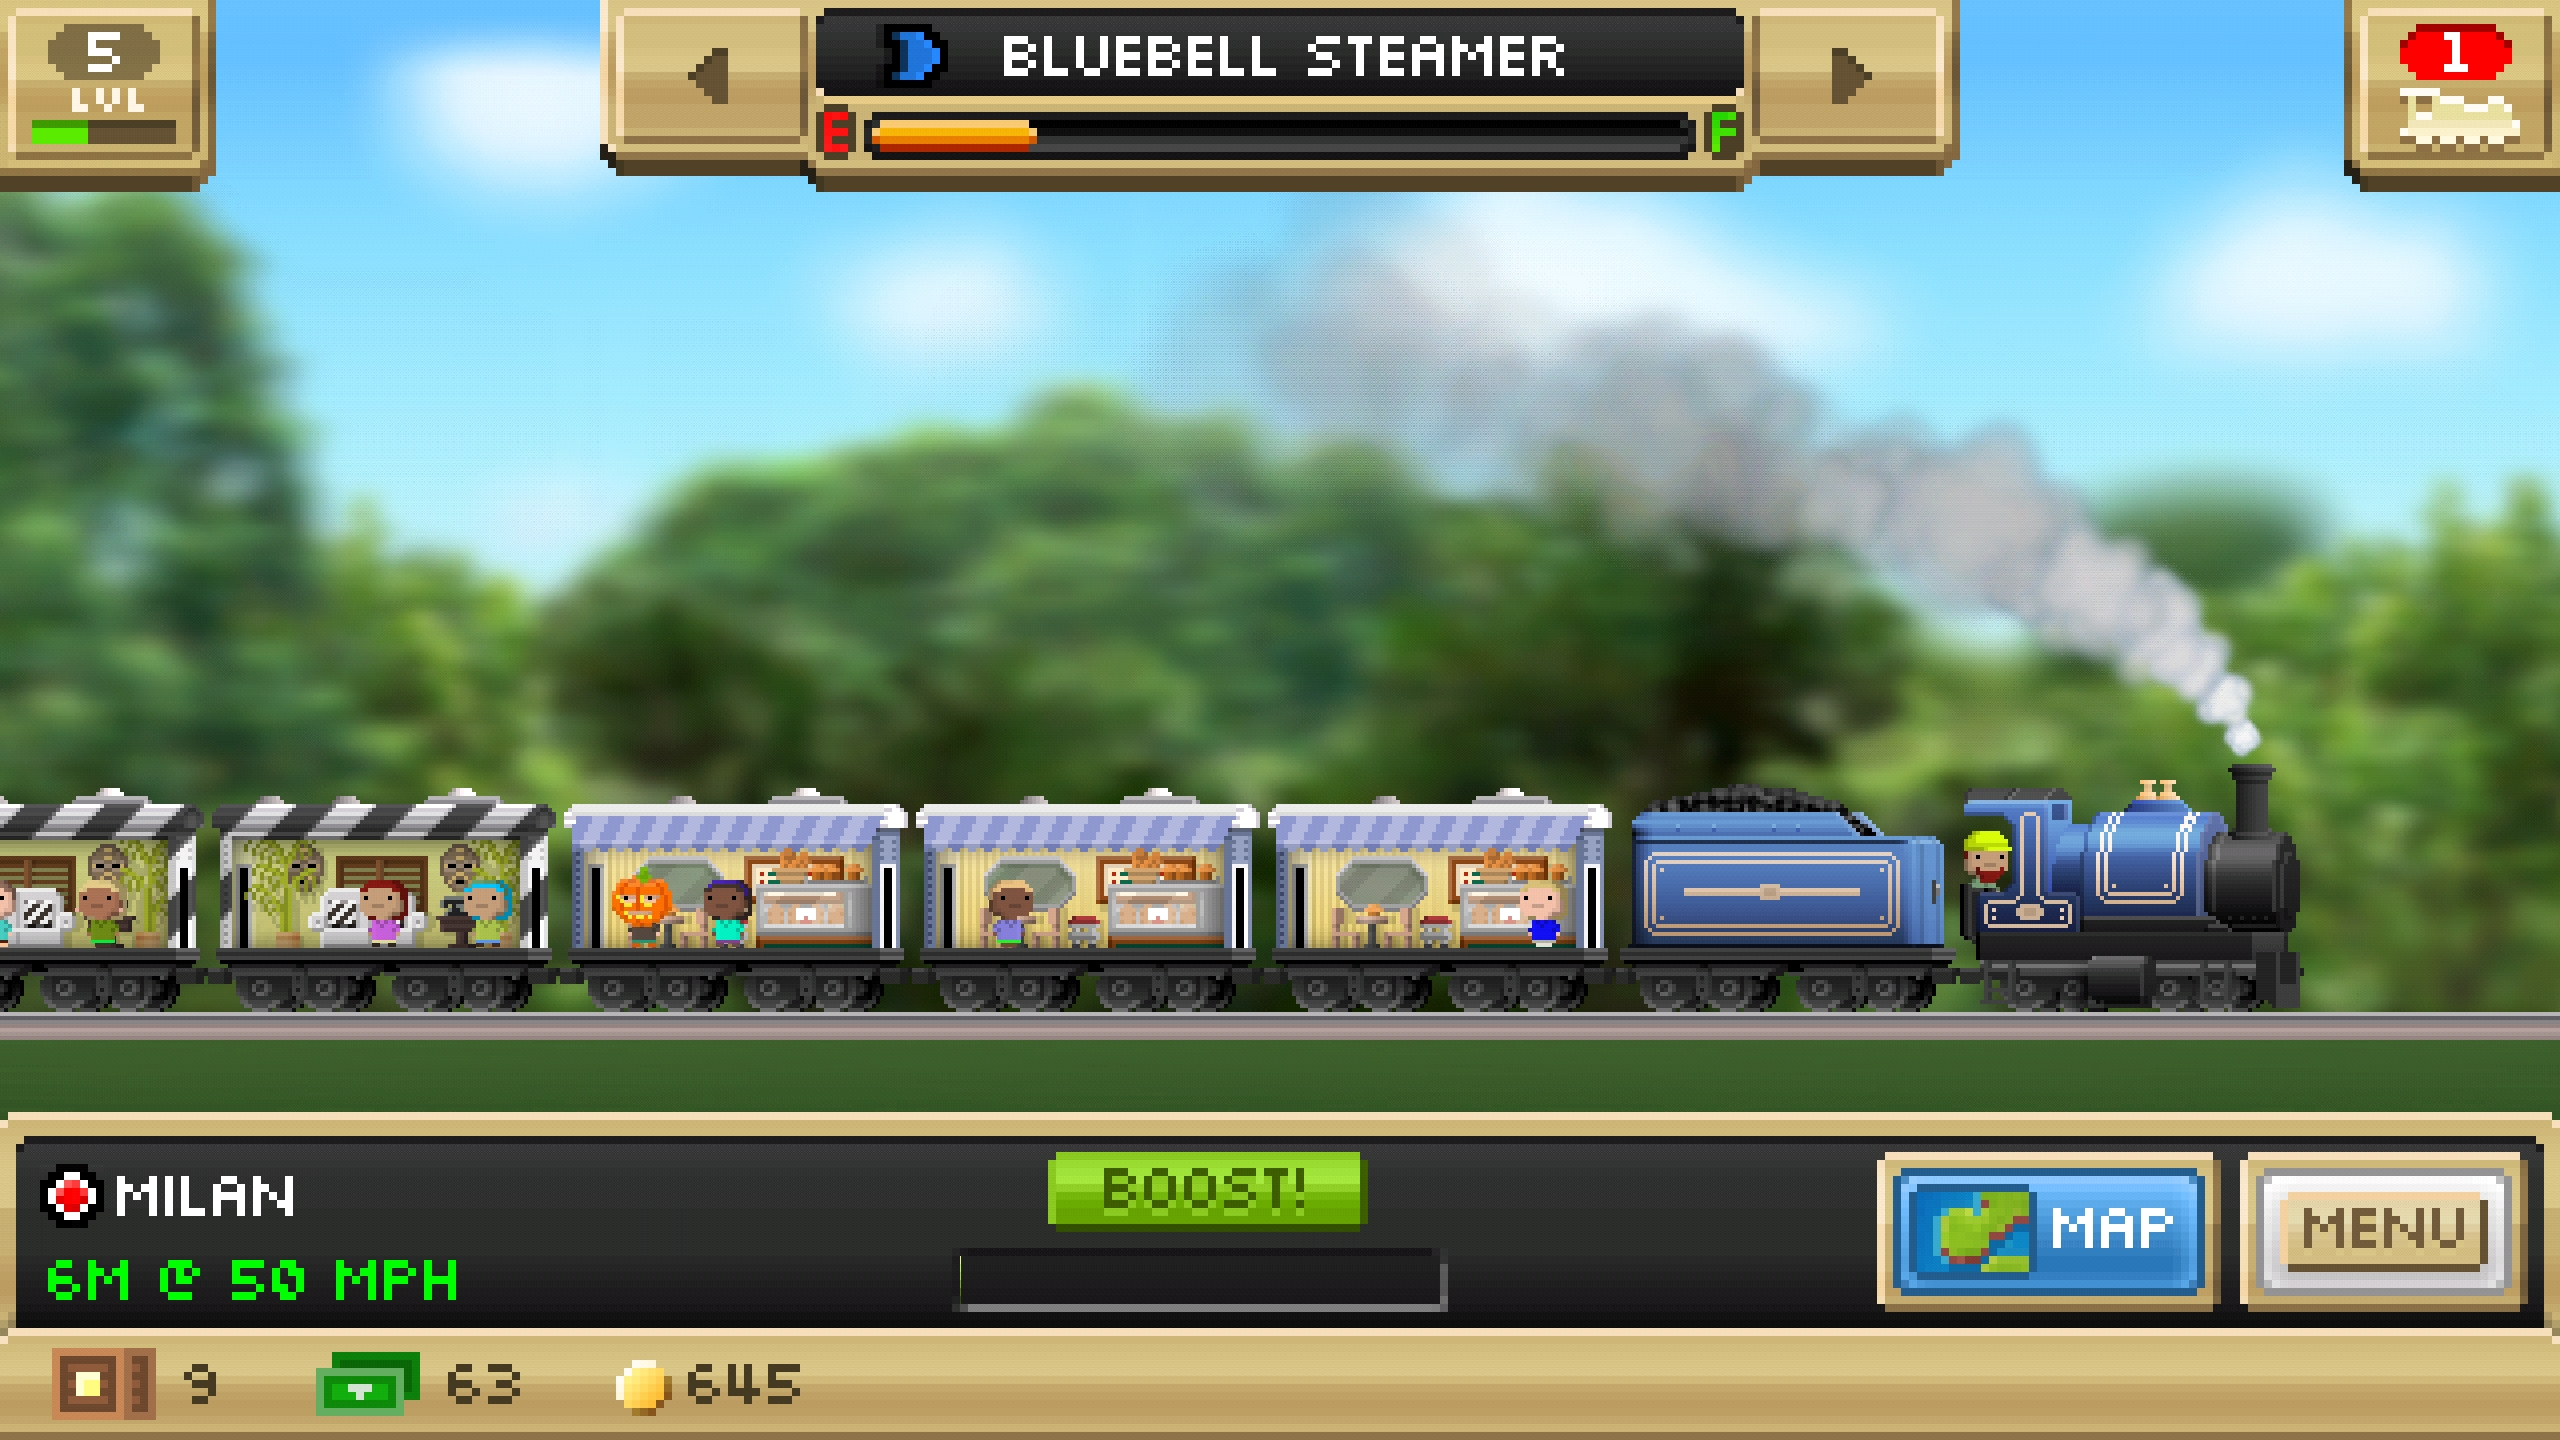 5
LVL
BLUEBELL STEAMER
E F
1
MILAN
6M @ 50 MPH
BOOST!
MAP
MENU
9
63
645